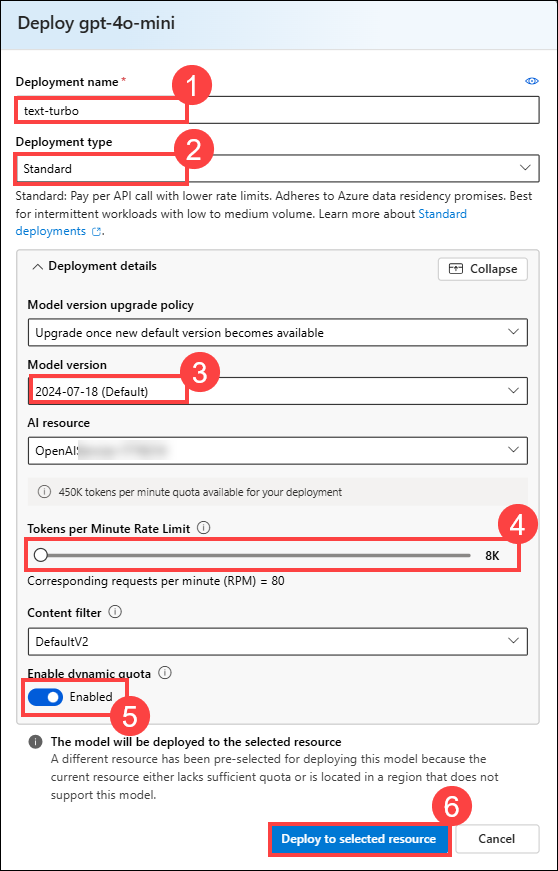 Deploy gpt-4o-mini
Deployment name *
1
text-turbo
Deployment type
2
Standard
Standard: Pay per API call with lower rate limits. Adheres to Azure data residency promises. Best
for intermittent workloads with low to medium volume. Learn more about Standard
deployments.
Deployment details
Collapse
Model version upgrade policy
Upgrade once new default version becomes available
Model version
3
2024-07-18 (Default)
AI resource
OpenAI
450K tokens per minute quota available for your deployment
Tokens per Minute Rate Limit
4
8K
Corresponding requests per minute (RPM) = 80
Content filter
DefaultV2
Enable dynamic quota
Enabled
5
The model will be deployed to the selected resource
A different resource has been pre-selected for deploying this model because the
current resource either lacks sufficient quota or is located in a region that does not
support this model.
6
Deploy to selected resource
Cancel